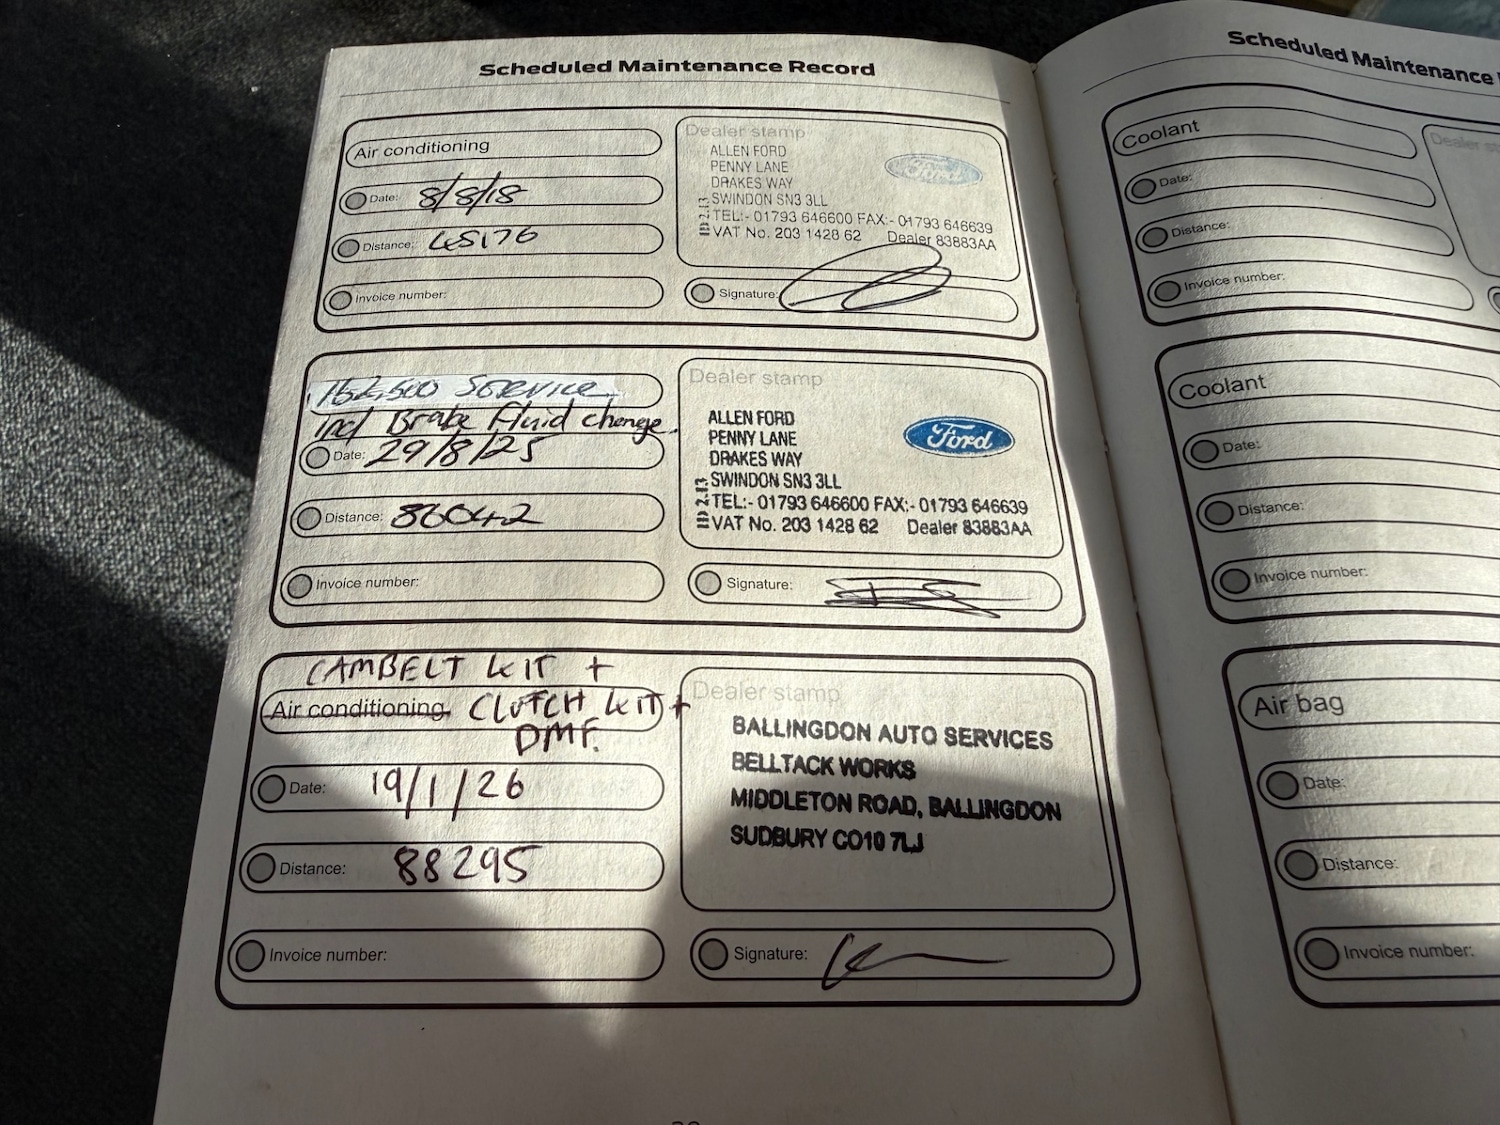 Scheduled Maintenance Record
Air conditioning
Date: 8/8/18
Distance: 45176
Invoice number:
Dealer stamp
ALLEN FORD
PENNY LANE
DRAKES WAY
SWINDON SN3 3LL
TEL:- 01793 646600 FAX:- 01793 646639
VAT No. 203 1428 62 Dealer 83883AA
Ford
Signature:
Service
incl Brake Fluid change
Date: 29/8/25
Distance: 86042
Invoice number:
Dealer stamp
ALLEN FORD
PENNY LANE
DRAKES WAY
SWINDON SN3 3LL
TEL:- 01793 646600 FAX:- 01793 646639
VAT No. 203 1428 62 Dealer 83883AA
Ford
Signature:
CAMBELT KIT +
Air conditioning CLUTCH KIT +
DMF.
Date: 19/1/26
Distance: 88295
Invoice number:
Dealer stamp
BALLINGDON AUTO SERVICES
BELLTACK WORKS
MIDDLETON ROAD, BALLINGDON
SUDBURY CO10 7LJ
Signature:
Scheduled Maintenance
Coolant
Date:
Distance:
Invoice number:
Dealer
Coolant
Date:
Distance:
Invoice number:
Air bag
Date:
Distance:
Invoice number: